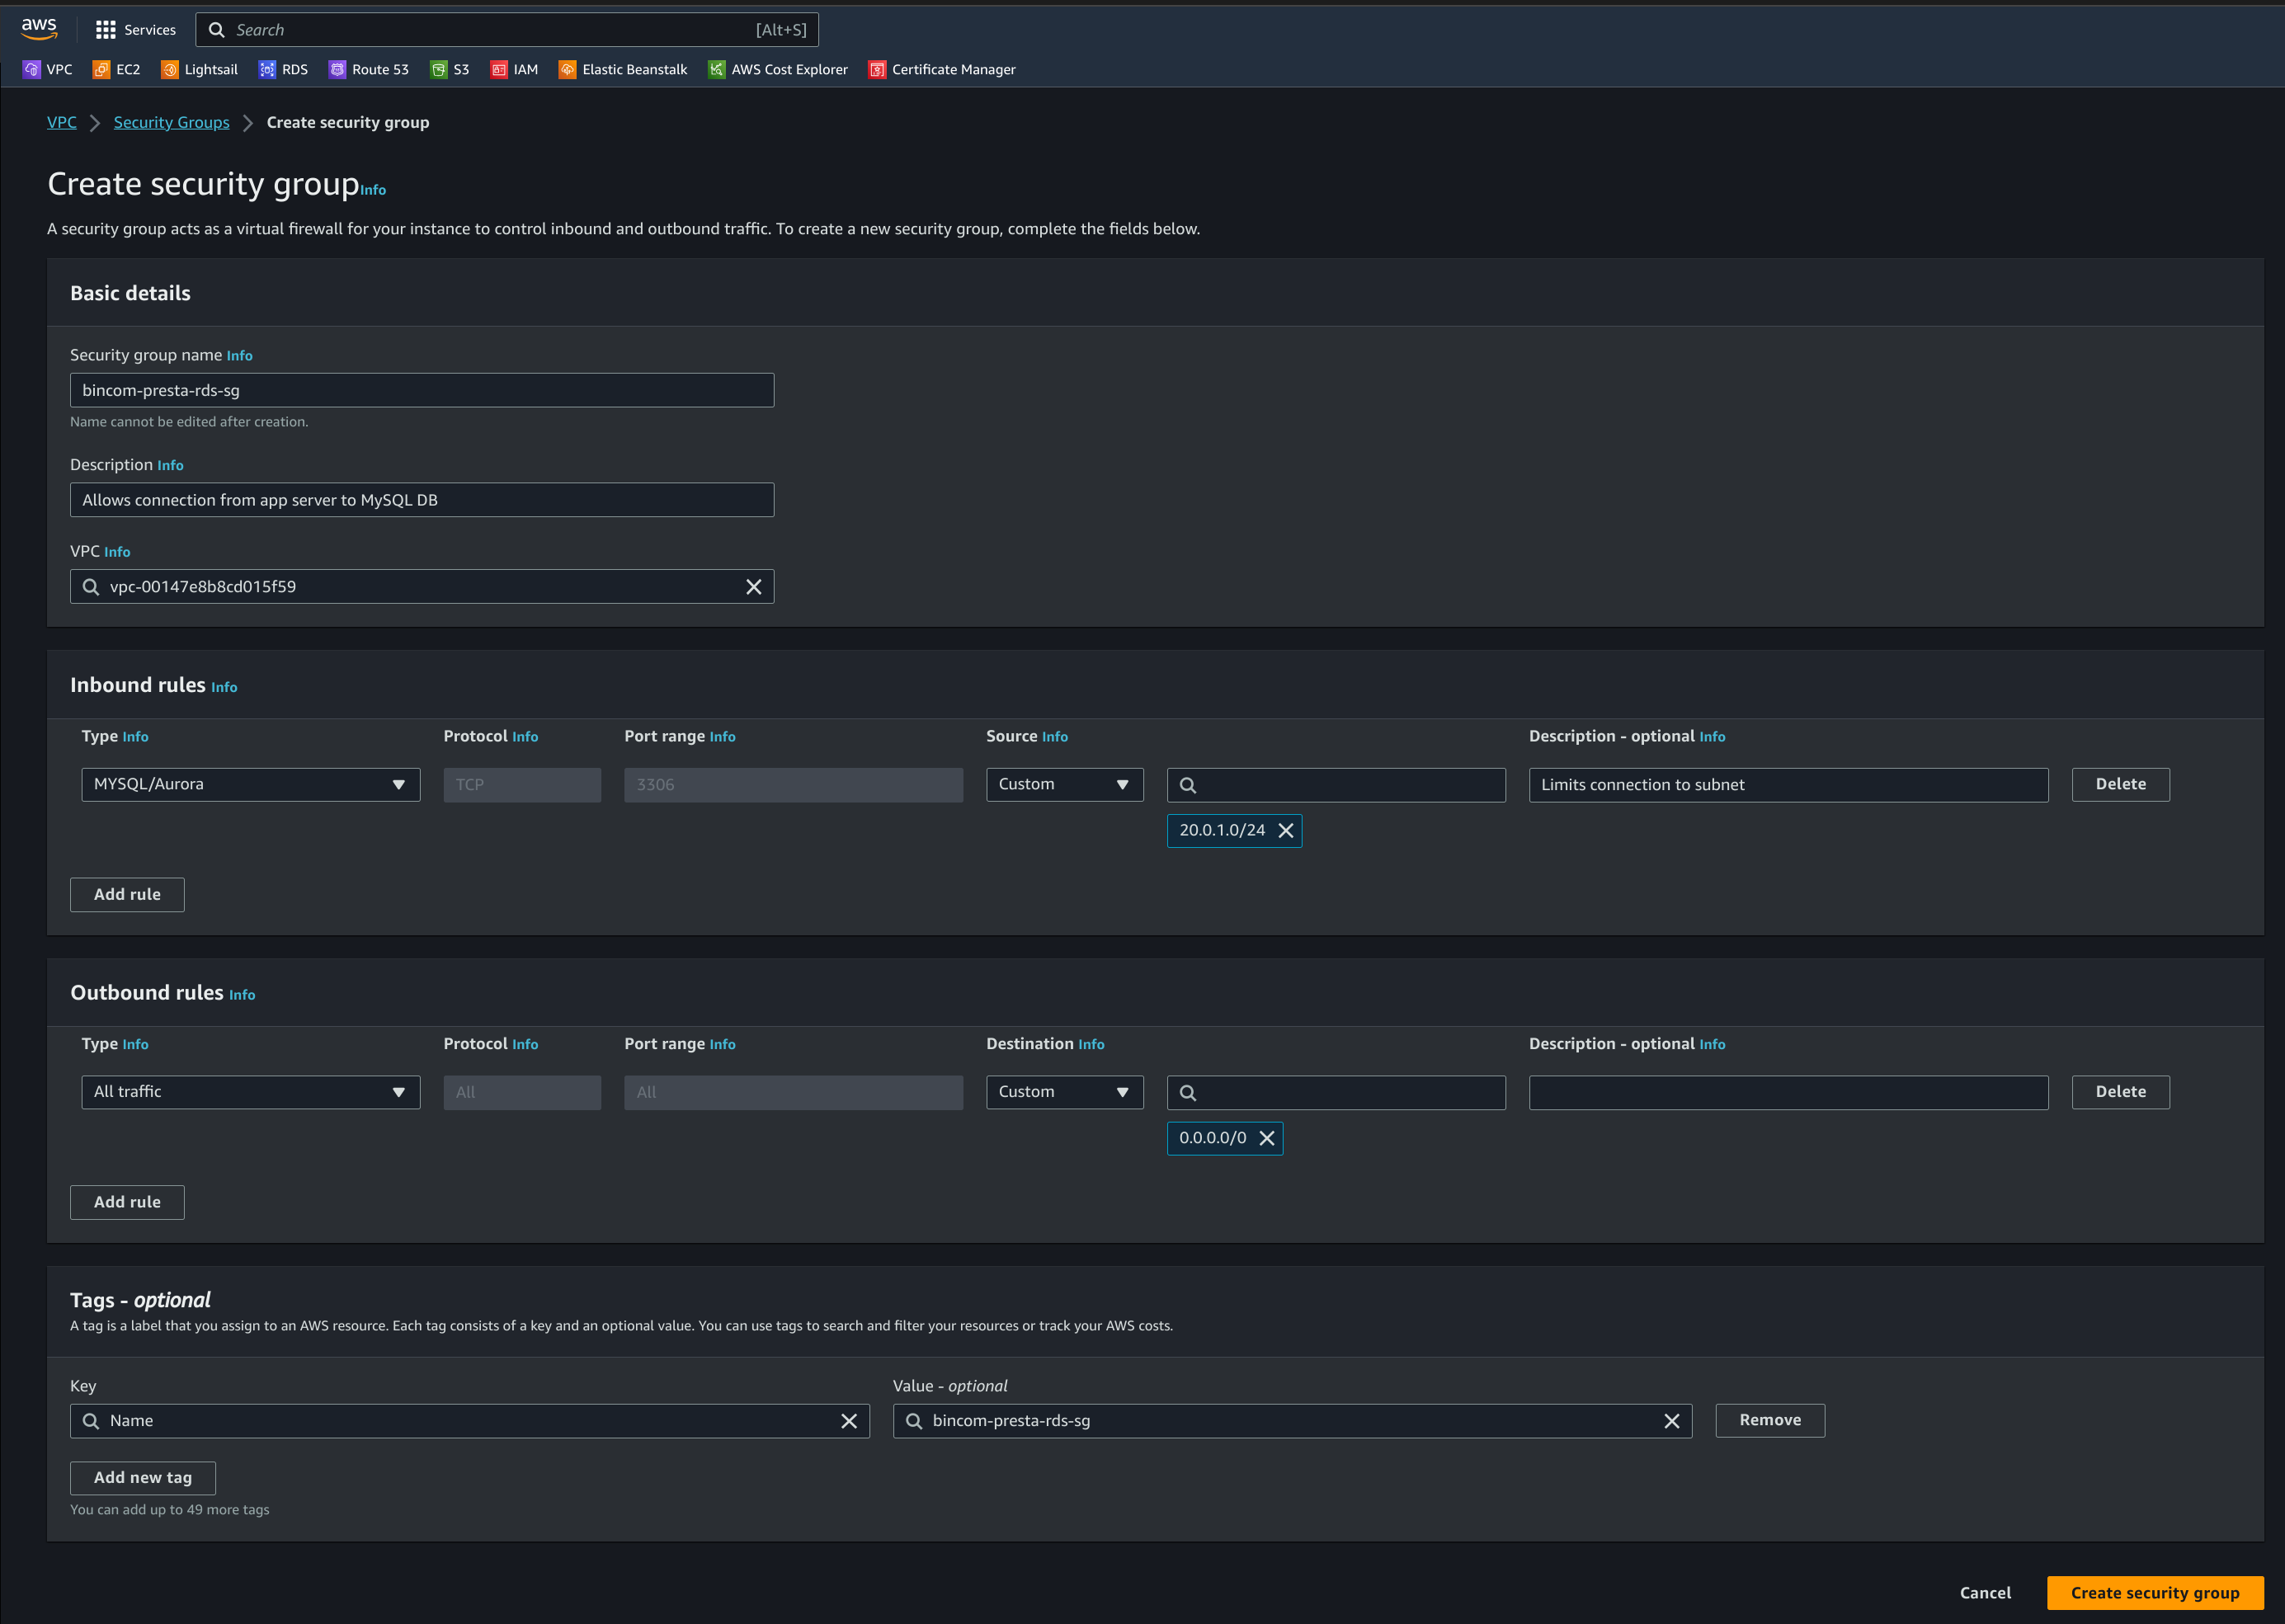 aws
Services
Search [Alt+S]
VPC EC2 Lightsail RDS Route 53 S3 IAM Elastic Beanstalk AWS Cost Explorer Certificate Manager
VPC Security Groups Create security group
Create security group Info
A security group acts as a virtual firewall for your instance to control inbound and outbound traffic. To create a new security group, complete the fields below.
Basic details
Security group name Info
bincom-presta-rds-sg
Name cannot be edited after creation.
Description Info
Allows connection from app server to MySQL DB
VPC Info
vpc-00147e8b8cd015f59
Inbound rules Info
Type Info Protocol Info Port range Info Source Info Description - optional Info
MYSQL/Aurora TCP 3306 Custom Limits connection to subnet Delete
20.0.1.0/24
Add rule
Outbound rules Info
Type Info Protocol Info Port range Info Destination Info Description - optional Info
All traffic All All Custom Delete
0.0.0.0/0
Add rule
Tags - optional
A tag is a label that you assign to an AWS resource. Each tag consists of a key and an optional value. You can use tags to search and filter your resources or track your AWS costs.
Key Value - optional
Name bincom-presta-rds-sg Remove
Add new tag
You can add up to 49 more tags
Cancel Create security group